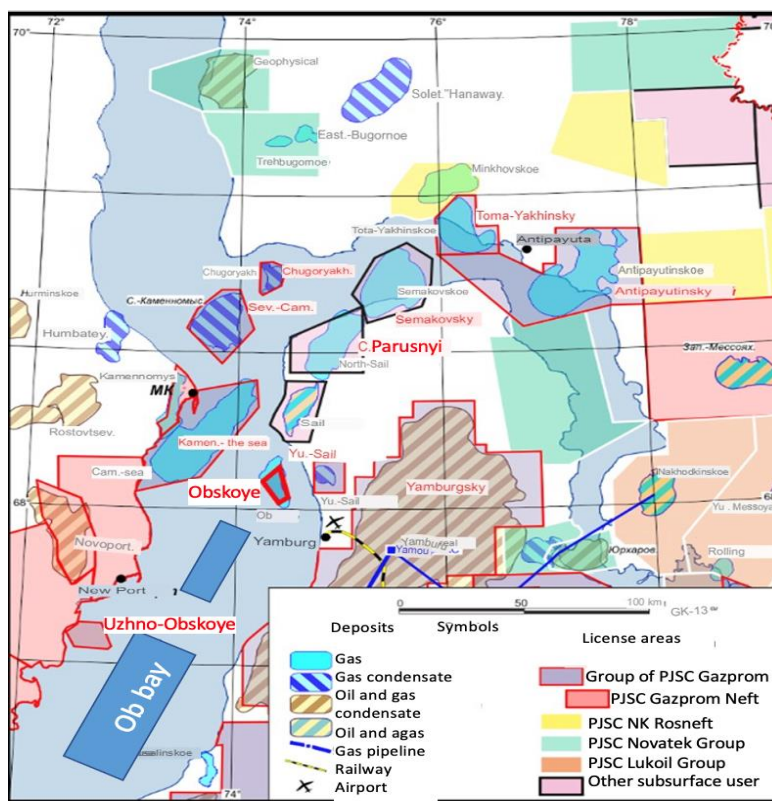 72°
74°
76°
78°
70°
Geophysical
Solet."Hanaway.
East.-Bugornoe
Trehbugornoe
Minkhovskoe
Toma-Yakhinsky
Tota-Yakhinskoe
Antipayuta
Chugoryakh.
Chugoryakh.
Antipayutinskoe
Semakovskoe
Antipayutinsky
С.-Каменномыс.
Sev.-Cam.
Semakovsky
Humbatey.
C.
Parusnyi
North-Sail
Зап.-Мессоях.
Kamennomys
МК
Rostovtsev.
Sail
Kamen.- the sea
Yu.-Sail
Cam.-sea
Obskoye
Yamburgsky
Nakhodkinskoe
68°
Yu.-Sail
Ob
Yu. Messoya
Novoport.
Yamburg
Юрхаров.
Rolling
New Port
Uzhno-Obskoye
Ob bay
0
50
100 km
GK-13
Deposits
Symbols
License areas
Gas
Gas condensate
Oil and gas
condensate
Oil and agas
Gas pipeline
Railway
Airport
Group of PJSC Gazprom
PJSC Gazprom Neft
PJSC NK Rosneft
PJSC Novatek Group
PJSC Lukoil Group
Other subsurface user
74°